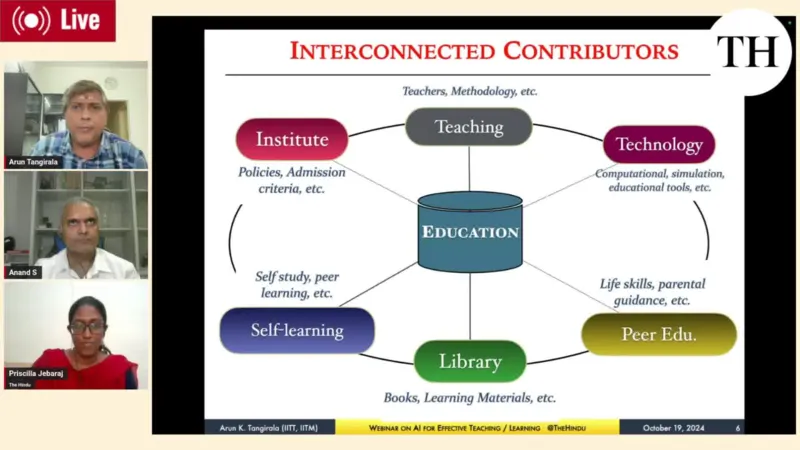 Live
TH
INTERCONNECTED CONTRIBUTORS
Teachers, Methodology, etc.
Teaching
Institute
Technology
Policies, Admission
criteria, etc.
Computational, simulation,
educational tools, etc.
EDUCATION
Self study, peer
learning, etc.
Life skills, parental
guidance, etc.
Self-learning
Peer Edu.
Library
Books, Learning Materials, etc.
Arun K. Tangirala (IITT, IITM)
WEBINAR ON AI FOR EFFECTIVE TEACHING / LEARNING @THEHINDU
October 19, 2024
6
Arun Tangirala
Anand S
Priscilla Jebaraj
The Hindu